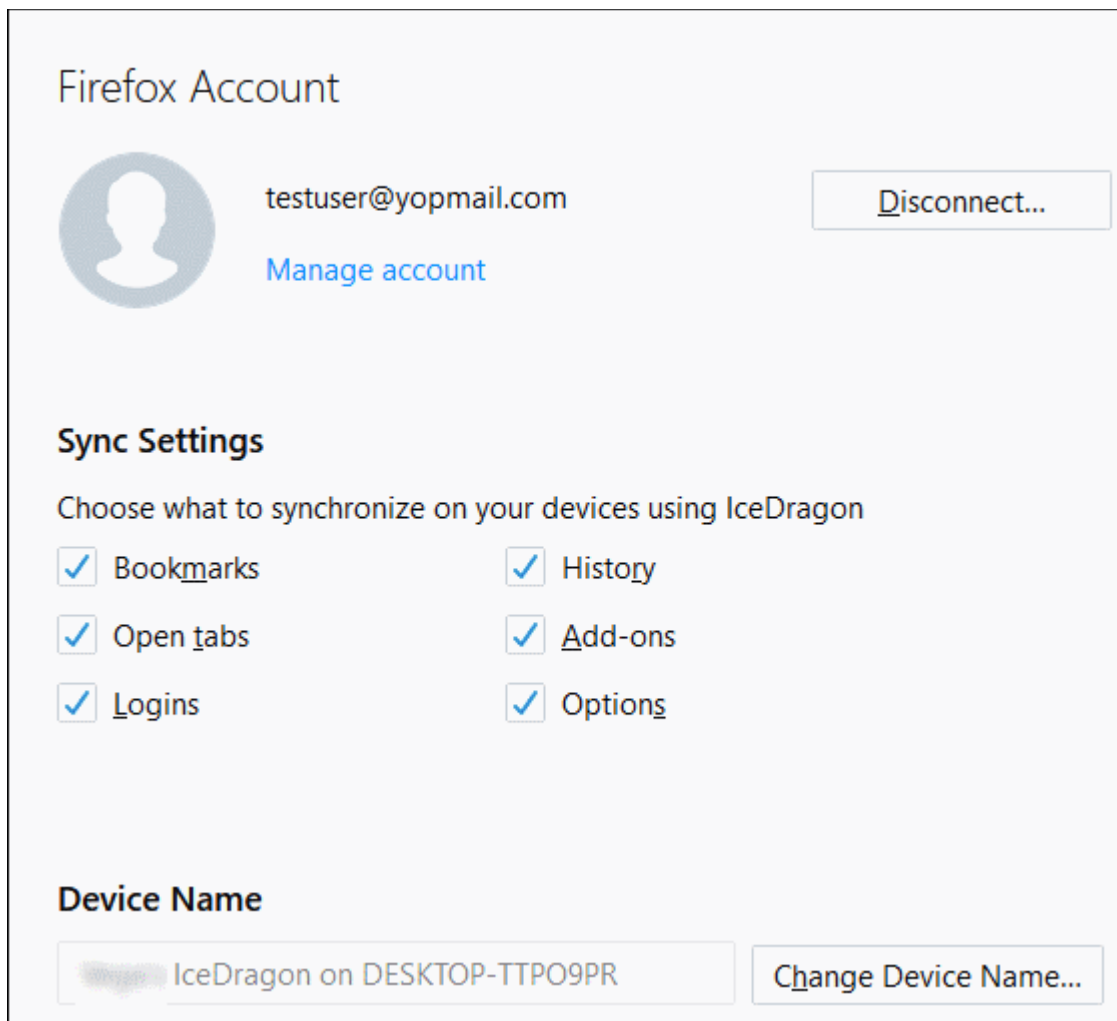 Firefox Account
testuser@yopmail.com
Disconnect...
Manage account
Sync Settings
Choose what to synchronize on your devices using IceDragon
Bookmarks
History
Open tabs
Add-ons
Logins
Options
Device Name
IceDragon on DESKTOP-TTPO9PR
Change Device Name...